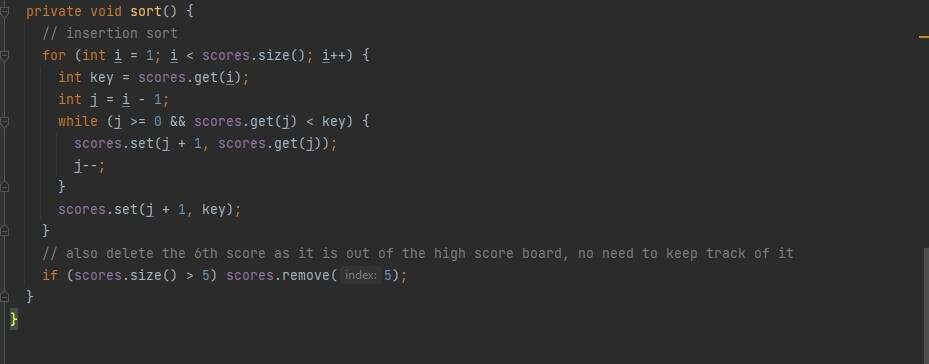 private void sort() {
// insertion sort
for (int i = 1; i < scores.size(); i++) {
int key = scores.get(i);
int j = i - 1;
while (j >= 0 && scores.get(j) < key) {
scores.set(j + 1, scores.get(j));
j--;
}
scores.set(j + 1, key);
}
// also delete the 6th score as it is out of the high score board, no need to keep track of it
if (scores.size() > 5) scores.remove( index: 5);
}
}